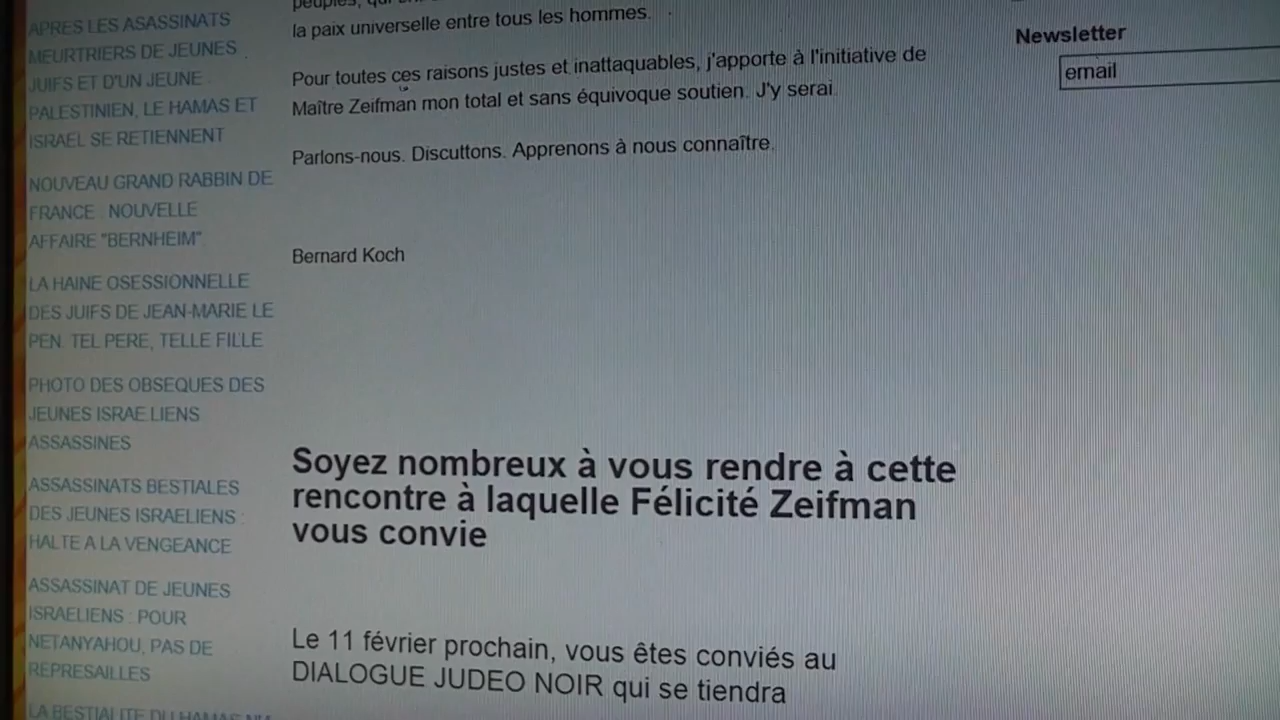 APRES LES ASASSINATS
MEURTRIERS DE JEUNES
JUIFS ET D'UN JEUNE
PALESTINIEN, LE HAMAS ET
ISRAEL SE RETIENNENT
NOUVEAU GRAND RABBIN DE
FRANCE : NOUVELLE
AFFAIRE "BERNHEIM"
LA HAINE OSESSIONNELLE
DES JUIFS DE JEAN-MARIE LE
PEN. TEL PERE, TELLE FILLE
PHOTO DES OBSEQUES DES
JEUNES ISRAELIENS
ASSASSINES
ASSASSINATS BESTIALES
DES JEUNES ISRAELIENS :
HALTE A LA VENGEANCE
ASSASSINAT DE JEUNES
ISRAELIENS : POUR
NETANYAHOU, PAS DE
REPRESAILLES
LA BESTIALITE DU HAMAS
la paix universelle entre tous les hommes.
Pour toutes ces raisons justes et inattaquables, j'apporte à l'initiative de
Maître Zeifman mon total et sans équivoque soutien. J'y serai.
Parlons-nous. Discuttons. Apprenons à nous connaître.
Bernard Koch
Soyez nombreux à vous rendre à cette
rencontre à laquelle Félicité Zeifman
vous convie
Le 11 février prochain, vous êtes conviés au
DIALOGUE JUDEO NOIR qui se tiendra
Newsletter
email